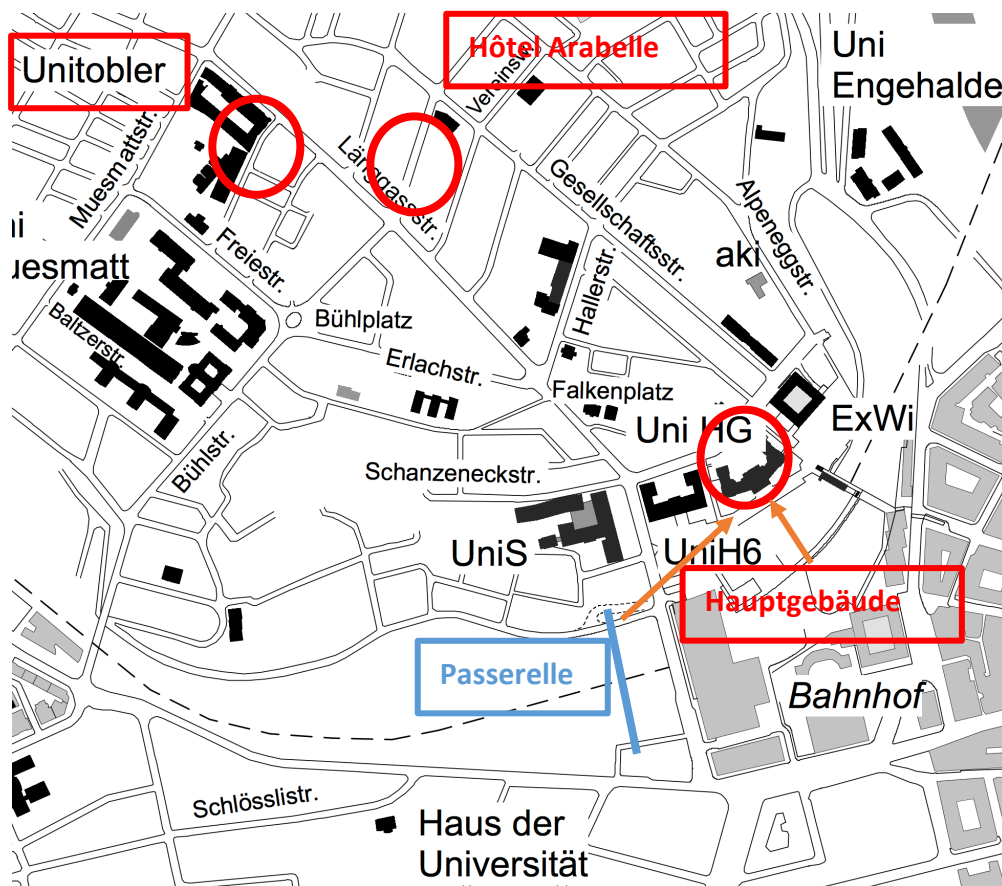 Unitobler
Hôtel Arabelle
Uni
Engehalde
Vereinsw.
Muesmattstr.
Länggassstr.
Gesellschaftsstr.
Alpeneggstr.
aki
Freiestr.
uesmatt
Hallerstr.
Bühlplatz
Baltzerstr.
Erlachstr.
Falkenplatz
Uni HG
ExWi
Bühlstr.
Schanzeneckstr.
UniS
UniH6
Hauptgebäude
Passerelle
Bahnhof
Schlösslistr.
Haus der
Universität